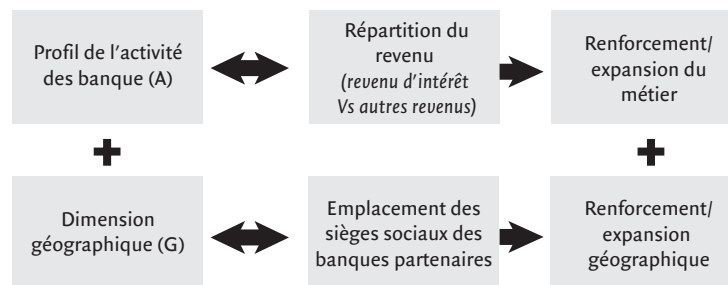 Profil de l'activité
des banque (A)
Répartition du
revenu
(revenu d'intérêt
Vs autres revenus)
Renforcement/
expansion du
métier
Dimension
géographique (G)
Emplacement des
sièges sociaux des
banques partenaires
Renforcement/
expansion
géographique